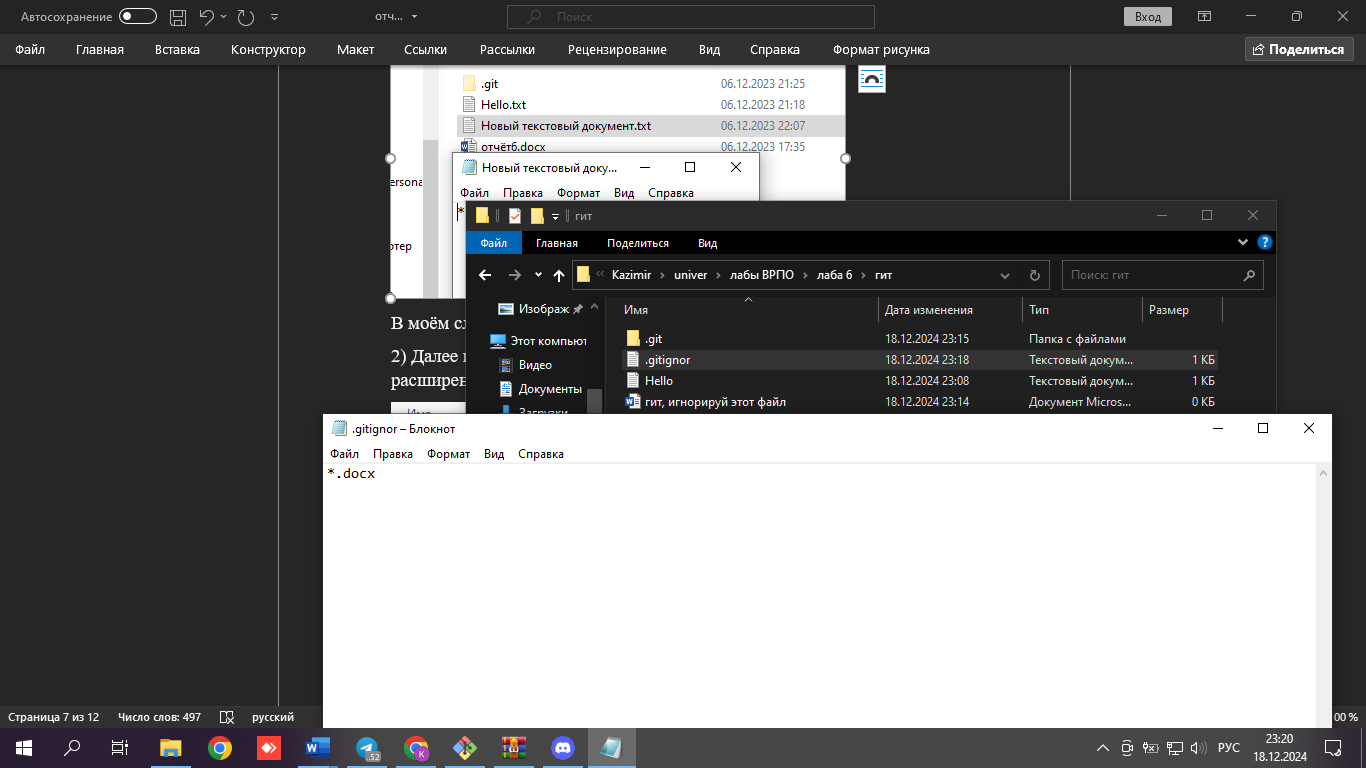 Автосохранение
отч...
Поиск
Вход
Файл Главная Вставка Конструктор Макет Ссылки Рассылки Рецензирование Вид Справка Формат рисунка
Поделиться
.git 06.12.2023 21:25
Hello.txt 06.12.2023 21:18
Новый текстовый документ.txt 06.12.2023 22:07
отчёт6.docx 06.12.2023 17:35
Новый текстовый доку...
ersona
Файл Правка Формат Вид Справка
*
гит
отер
Файл Главная Поделиться Вид
Kazimir univer лабы ВРПО лаба 6 гит
Поиск: гит
Изображ
Имя Дата изменения Тип Размер
Этот компьют
.git 18.12.2024 23:15 Папка с файлами
Видео
.gitignor 18.12.2024 23:18 Текстовый докум... 1 КБ
Документы
Hello 18.12.2024 23:08 Текстовый докум... 1 КБ
Загрузки
гит, игнорируй этот файл 18.12.2024 23:14 Документ Micros... 0 КБ
В моём сл
2) Далее
расширен
Имя
.gitignor – Блокнот
Файл Правка Формат Вид Справка
*.docx
Страница 7 из 12 Число слов: 497 русский
00 %
52
K
РУС
23:20
18.12.2024